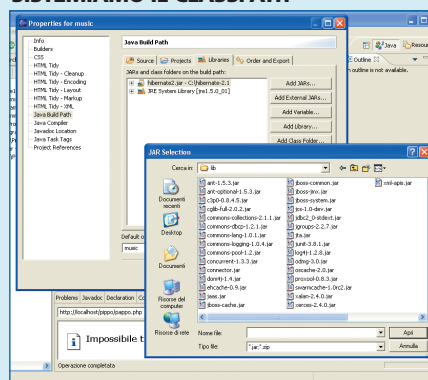 SISTEMIAMO IL CLASSPATH
Properties for music
Info
Builders
CSS
HTML Tidy
HTML Tidy - Cleanup
HTML Tidy - Encoding
HTML Tidy - Layout
HTML Tidy - Markup
HTML Tidy - XML
Java Build Path
Java Compiler
Javadoc Location
Java Task Tags
Project References
Java Build Path
Source
Projects
Libraries
Order and Export
JARs and class folders on the build path:
hibernate2.jar - C:\hibernate-2.1
JRE System Library [jre1.5.0_01]
Add JARs...
Add External JARs...
Add Variable...
Add Library...
Add Class Folder...
Default o
music
Java
Resou
Outline
n outline is not available.
JAR Selection
Cerca in:
lib
Documenti recenti
Desktop
Documenti
Risorse del computer
Risorse di rete
ant-1.5.3.jar
ant-optional-1.5.3.jar
c3p0-0.8.4.5.jar
cglib-full-2.0.2.jar
commons-collections-2.1.1.jar
commons-dbcp-1.2.1.jar
commons-lang-1.0.1.jar
commons-logging-1.0.4.jar
commons-pool-1.2.jar
concurrent-1.3.3.jar
connector.jar
dom4j-1.4.jar
ehcache-0.9.jar
jaas.jar
jboss-cache.jar
jboss-common.jar
jboss-jmx.jar
jboss-system.jar
jcs-1.0-dev.jar
jdbc2_0-stdext.jar
jgroups-2.2.7.jar
jta.jar
junit-3.8.1.jar
log4j-1.2.8.jar
odmg-3.0.jar
oscache-2.0.jar
proxool-0.8.3.jar
swarmcache-1.0rc2.jar
xalan-2.4.0.jar
xerces-2.4.0.jar
xml-apis.jar
Nome file:
Apri
Tipo file:
*.jar;*.zip
Annulla
Problems
Javadoc
Declaration
Co
http://localhost/pippo/pappo.php
Impossibile t
Operazione completata